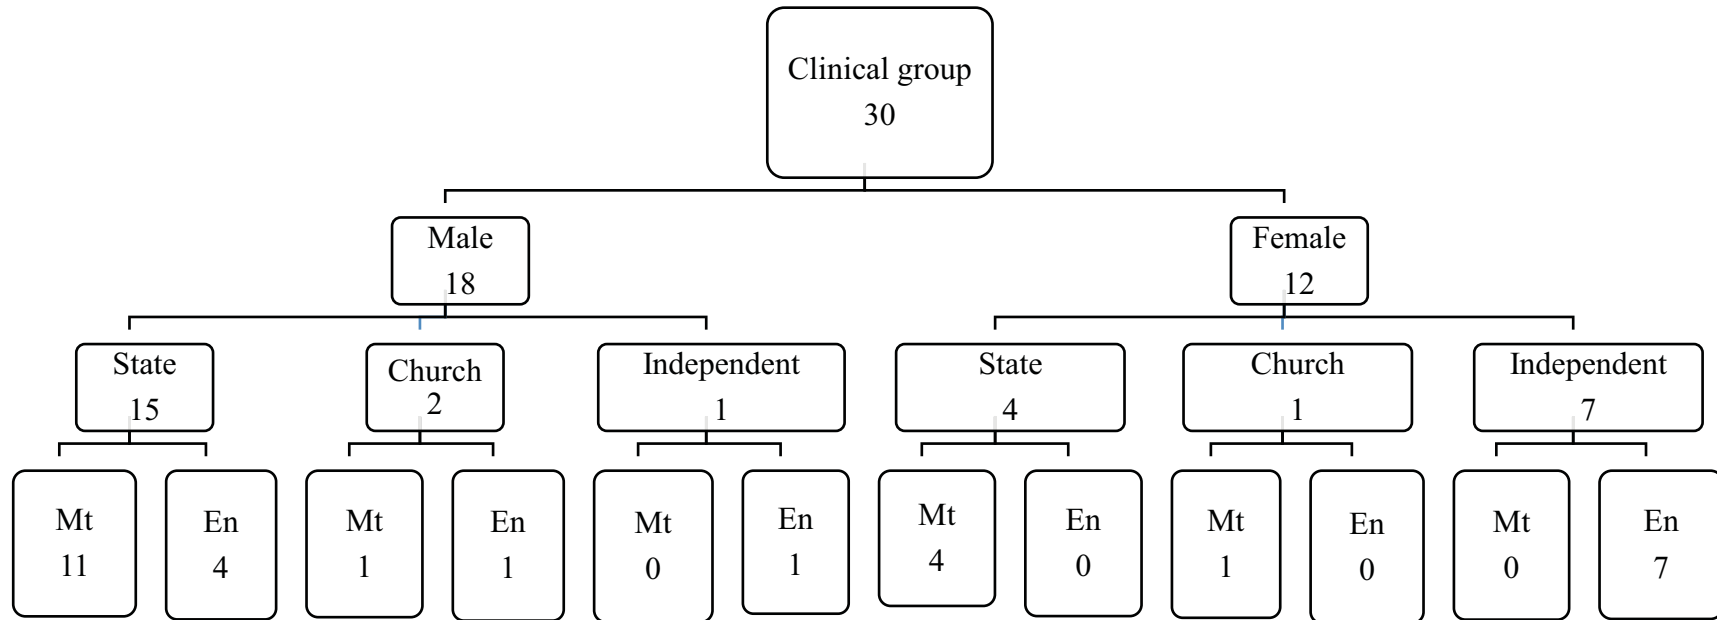 Clinical group
30
Male
18
Female
12
State
15
Church
2
Independent
1
State
4
Church
1
Independent
7
Mt
11
En
4
Mt
1
En
1
Mt
0
En
1
Mt
4
En
0
Mt
1
En
0
Mt
0
En
7